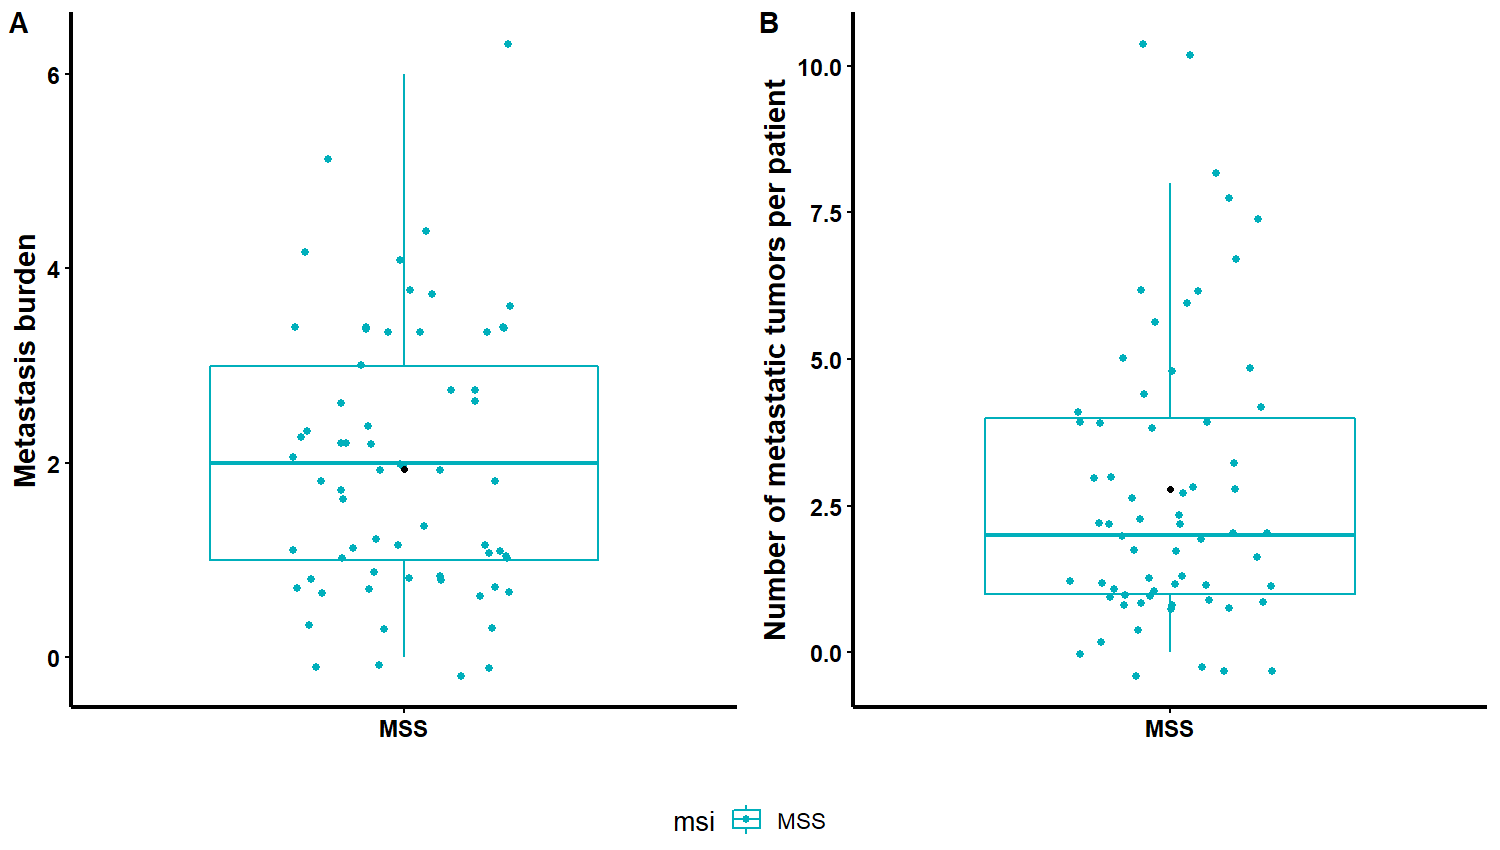 A
Metastasis burden
6
4
2
0
MSS
B
Number of metastatic tumors per patient
10.0
7.5
5.0
2.5
0.0
MSS
msi MSS